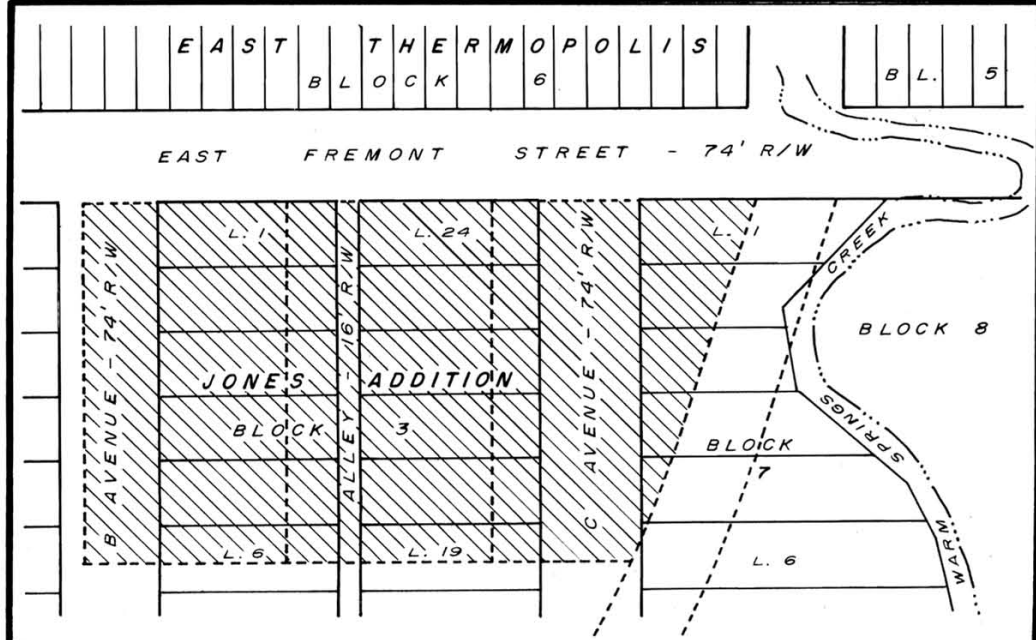 EAST THERMOPOLIS
BLOCK 6
BL. 5
EAST FREMONT STREET - 74' R/W
L. 1
L. 24
L. 1
B AVENUE - 74' R/W
ALLEY - 16' R/W
C AVENUE - 74' R/W
CREEK
BLOCK 8
JONES ADDITION
BLOCK 3
BLOCK
7
SPRINGS
WARM
L. 6
L. 19
L. 6